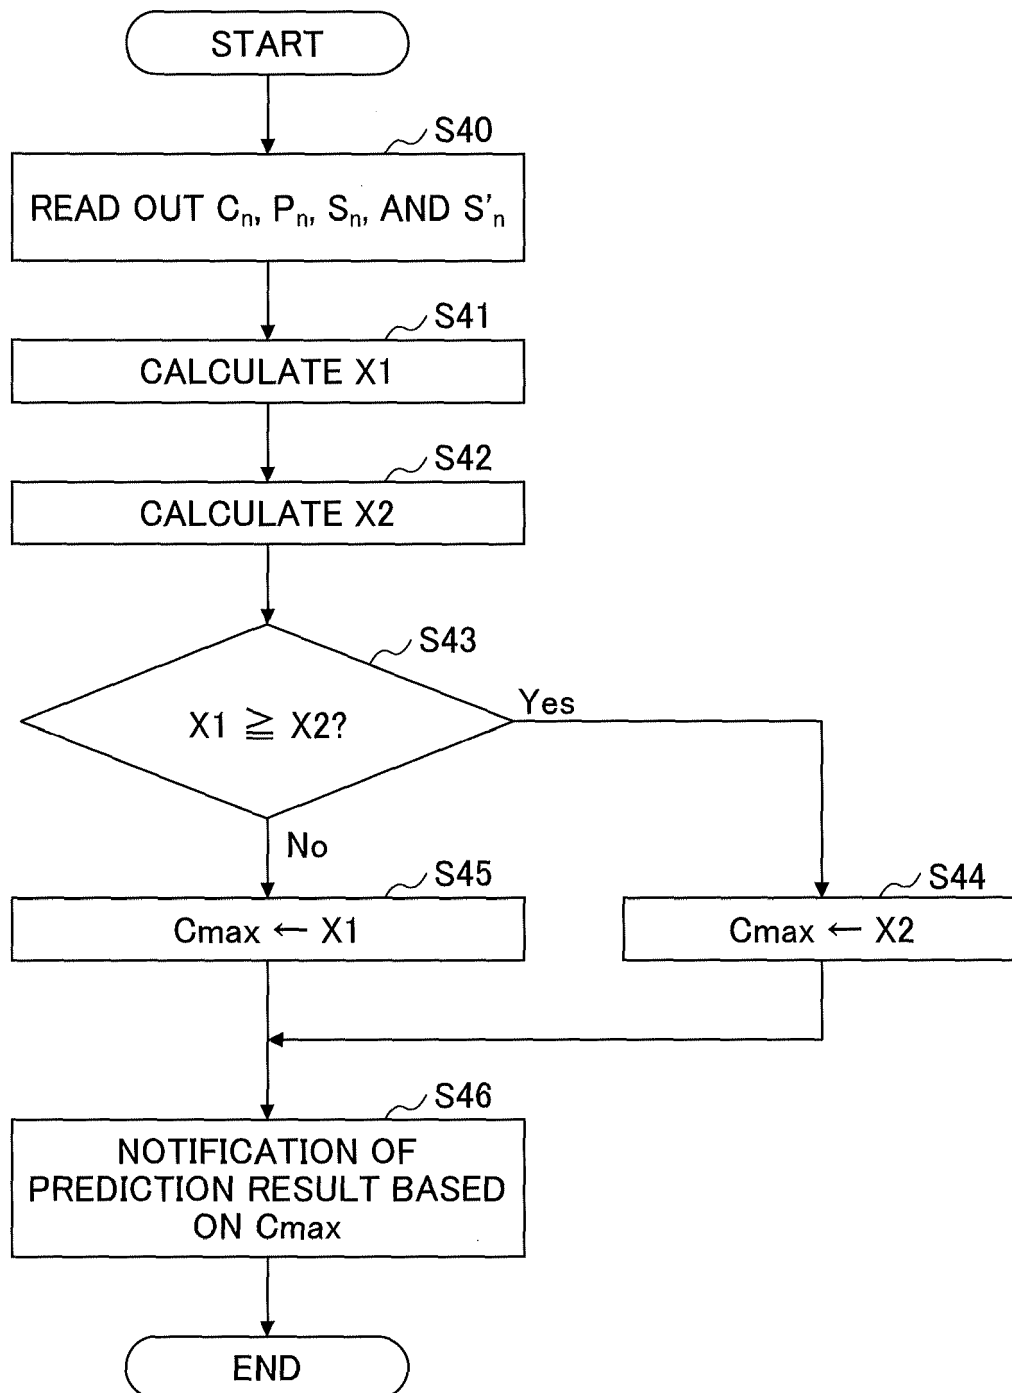 START
S40
READ OUT Cn, Pn, Sn, AND S'n
S41
CALCULATE X1
S42
CALCULATE X2
S43
X1 ≧ X2?
Yes
No
S45
Cmax ← X1
S44
Cmax ← X2
S46
NOTIFICATION OF
PREDICTION RESULT BASED
ON Cmax
END